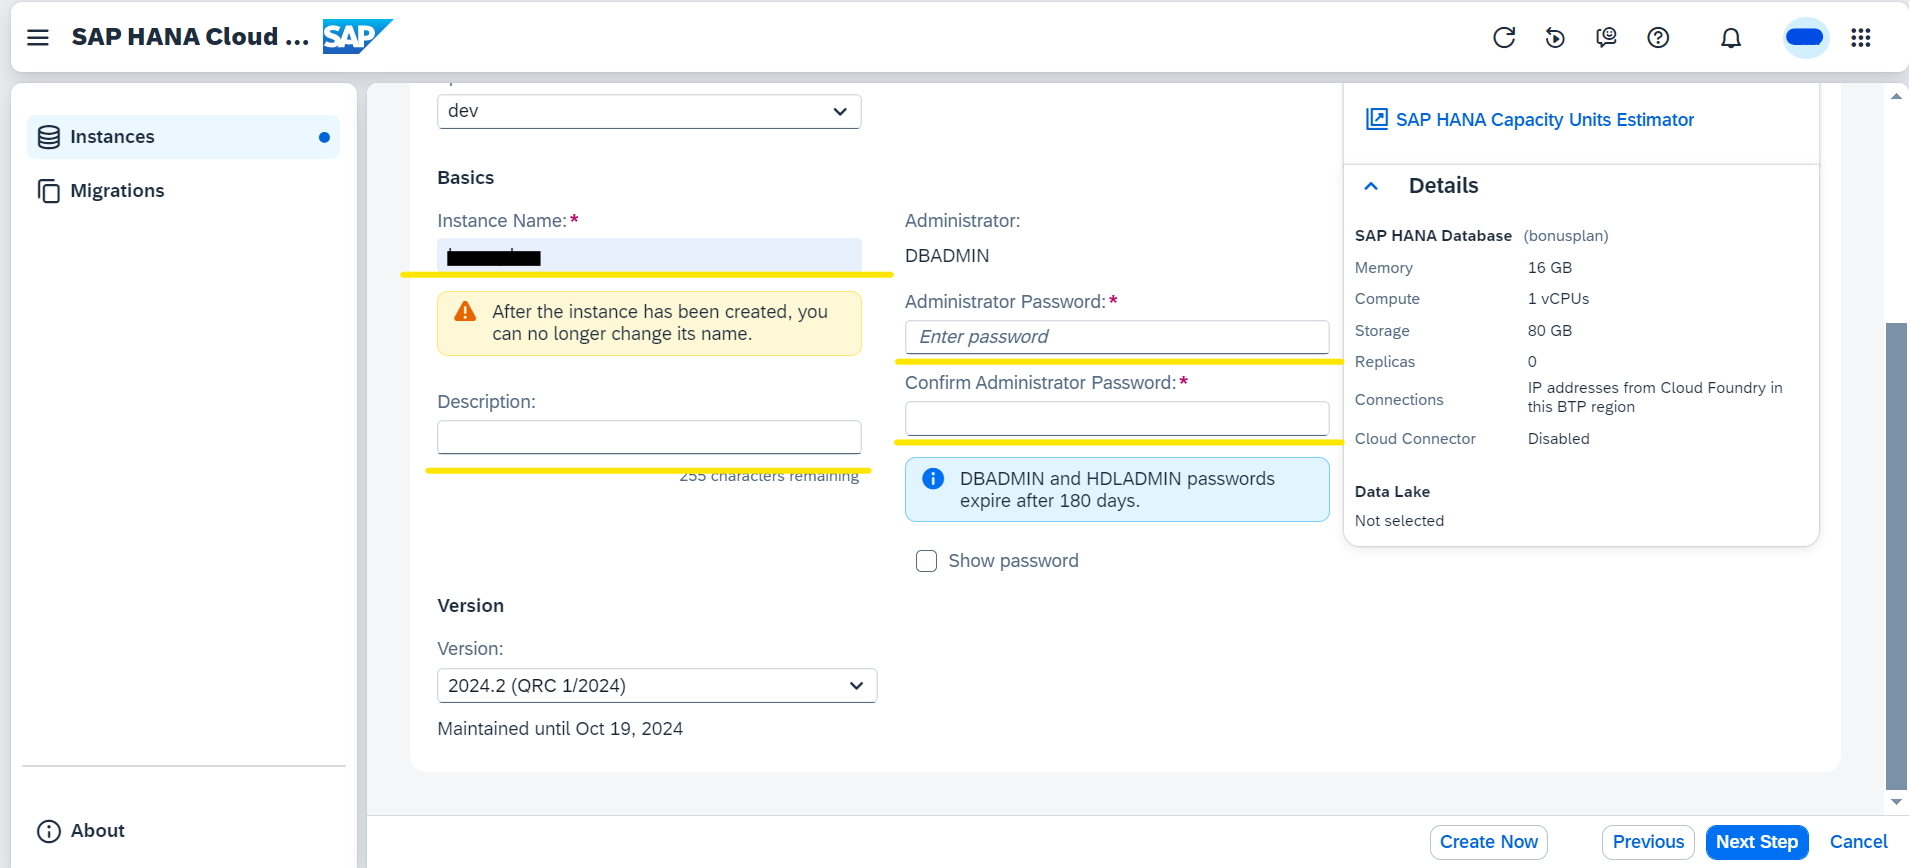 SAP HANA Cloud ...
SAP
Instances
Migrations
About
dev
Basics
Instance Name:*
After the instance has been created, you
can no longer change its name.
Description:
255 characters remaining
Administrator:
DBADMIN
Administrator Password:*
Enter password
Confirm Administrator Password:*
DBADMIN and HDLADMIN passwords
expire after 180 days.
Show password
Version
Version:
2024.2 (QRC 1/2024)
Maintained until Oct 19, 2024
SAP HANA Capacity Units Estimator
Details
SAP HANA Database (bonusplan)
Memory 16 GB
Compute 1 vCPUs
Storage 80 GB
Replicas 0
Connections IP addresses from Cloud Foundry in
this BTP region
Cloud Connector Disabled
Data Lake
Not selected
Create Now
Previous
Next Step
Cancel